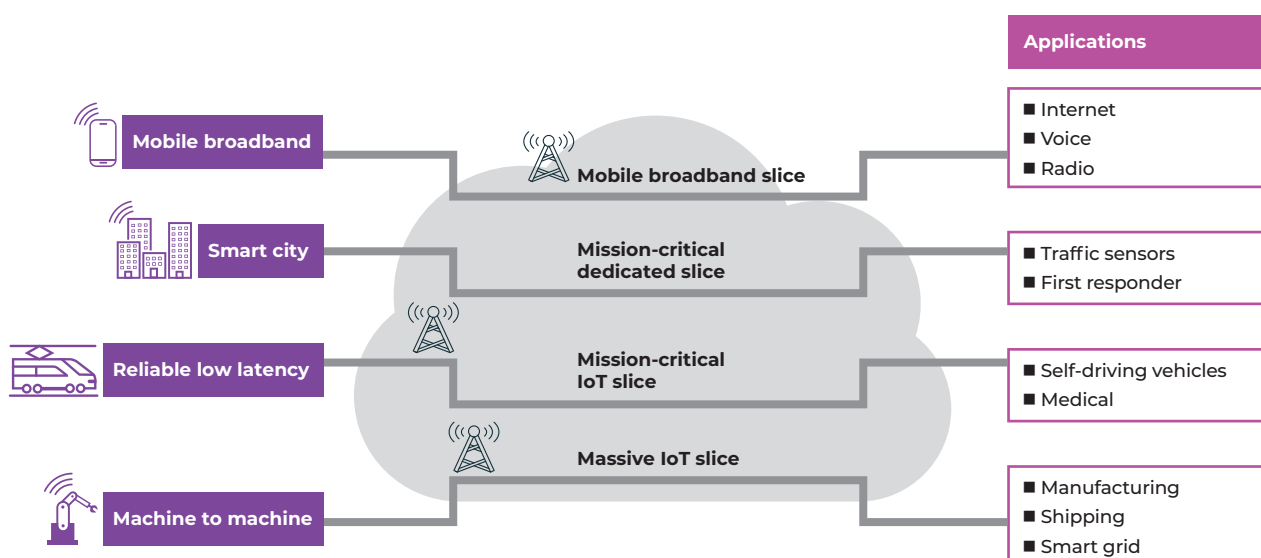 Applications
Mobile broadband
Mobile broadband slice
■ Internet
■ Voice
■ Radio
Smart city
Mission-critical
dedicated slice
■ Traffic sensors
■ First responder
Reliable low latency
Mission-critical
IoT slice
■ Self-driving vehicles
■ Medical
Machine to machine
Massive IoT slice
■ Manufacturing
■ Shipping
■ Smart grid